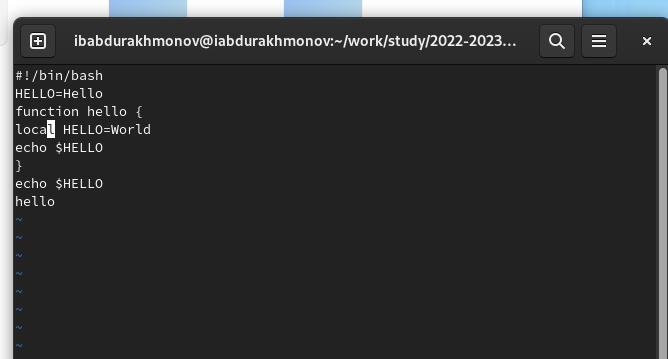 ibabdurakhmonov@iabdurakhmonov:~/work/study/2022-2023...
#!/bin/bash
HELLO=Hello
function hello {
local HELLO=World
echo $HELLO
}
echo $HELLO
hello
~
~
~
~
~
~
~
~